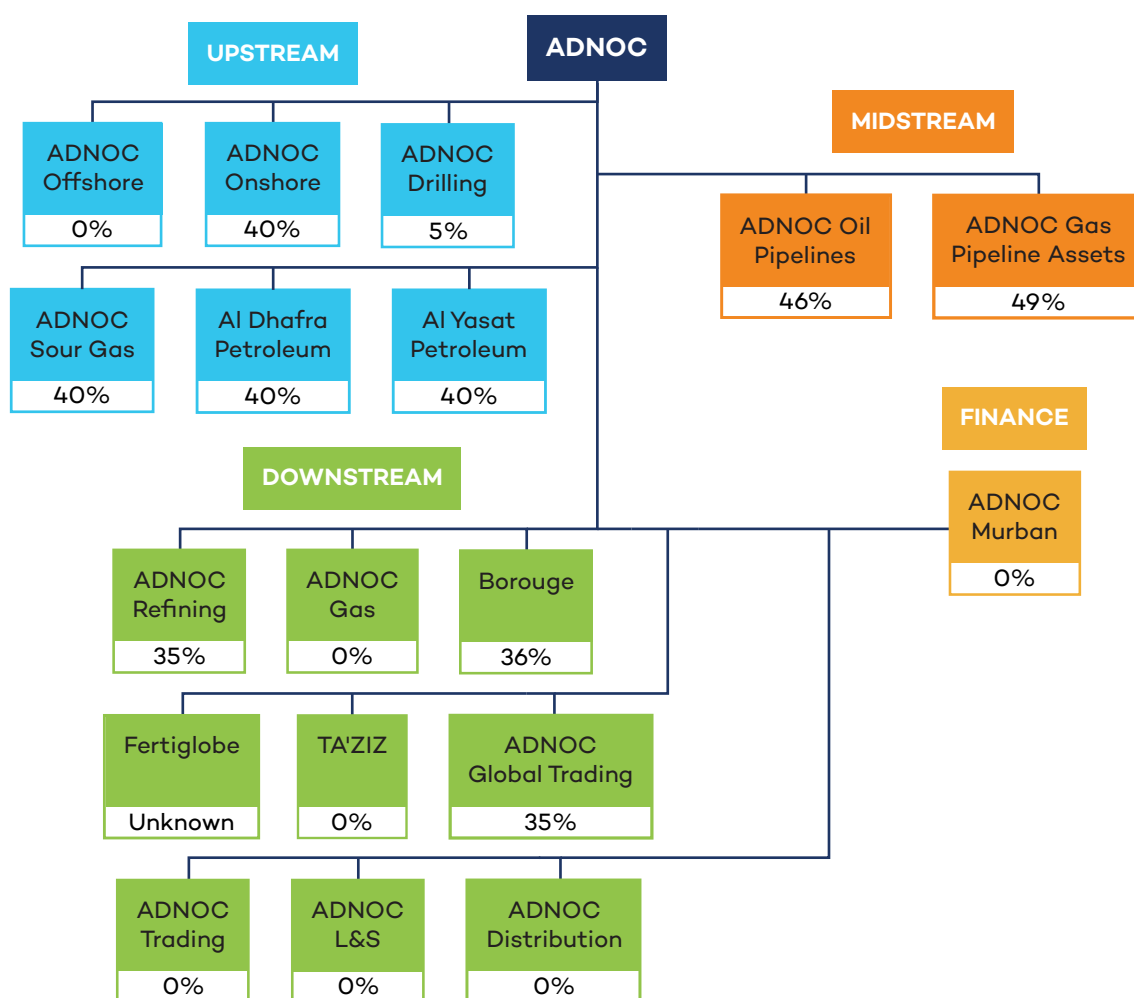 ADNOC
UPSTREAM
ADNOC
Offshore
0%
ADNOC
Onshore
40%
ADNOC
Drilling
5%
ADNOC
Sour Gas
40%
Al Dhafra
Petroleum
40%
Al Yasat
Petroleum
40%
MIDSTREAM
ADNOC Oil
Pipelines
46%
ADNOC Gas
Pipeline Assets
49%
FINANCE
ADNOC
Murban
0%
DOWNSTREAM
ADNOC
Refining
35%
ADNOC
Gas
0%
Borouge
36%
Fertiglobe
Unknown
TA'ZIZ
0%
ADNOC
Global Trading
35%
ADNOC
Trading
0%
ADNOC
L&S
0%
ADNOC
Distribution
0%